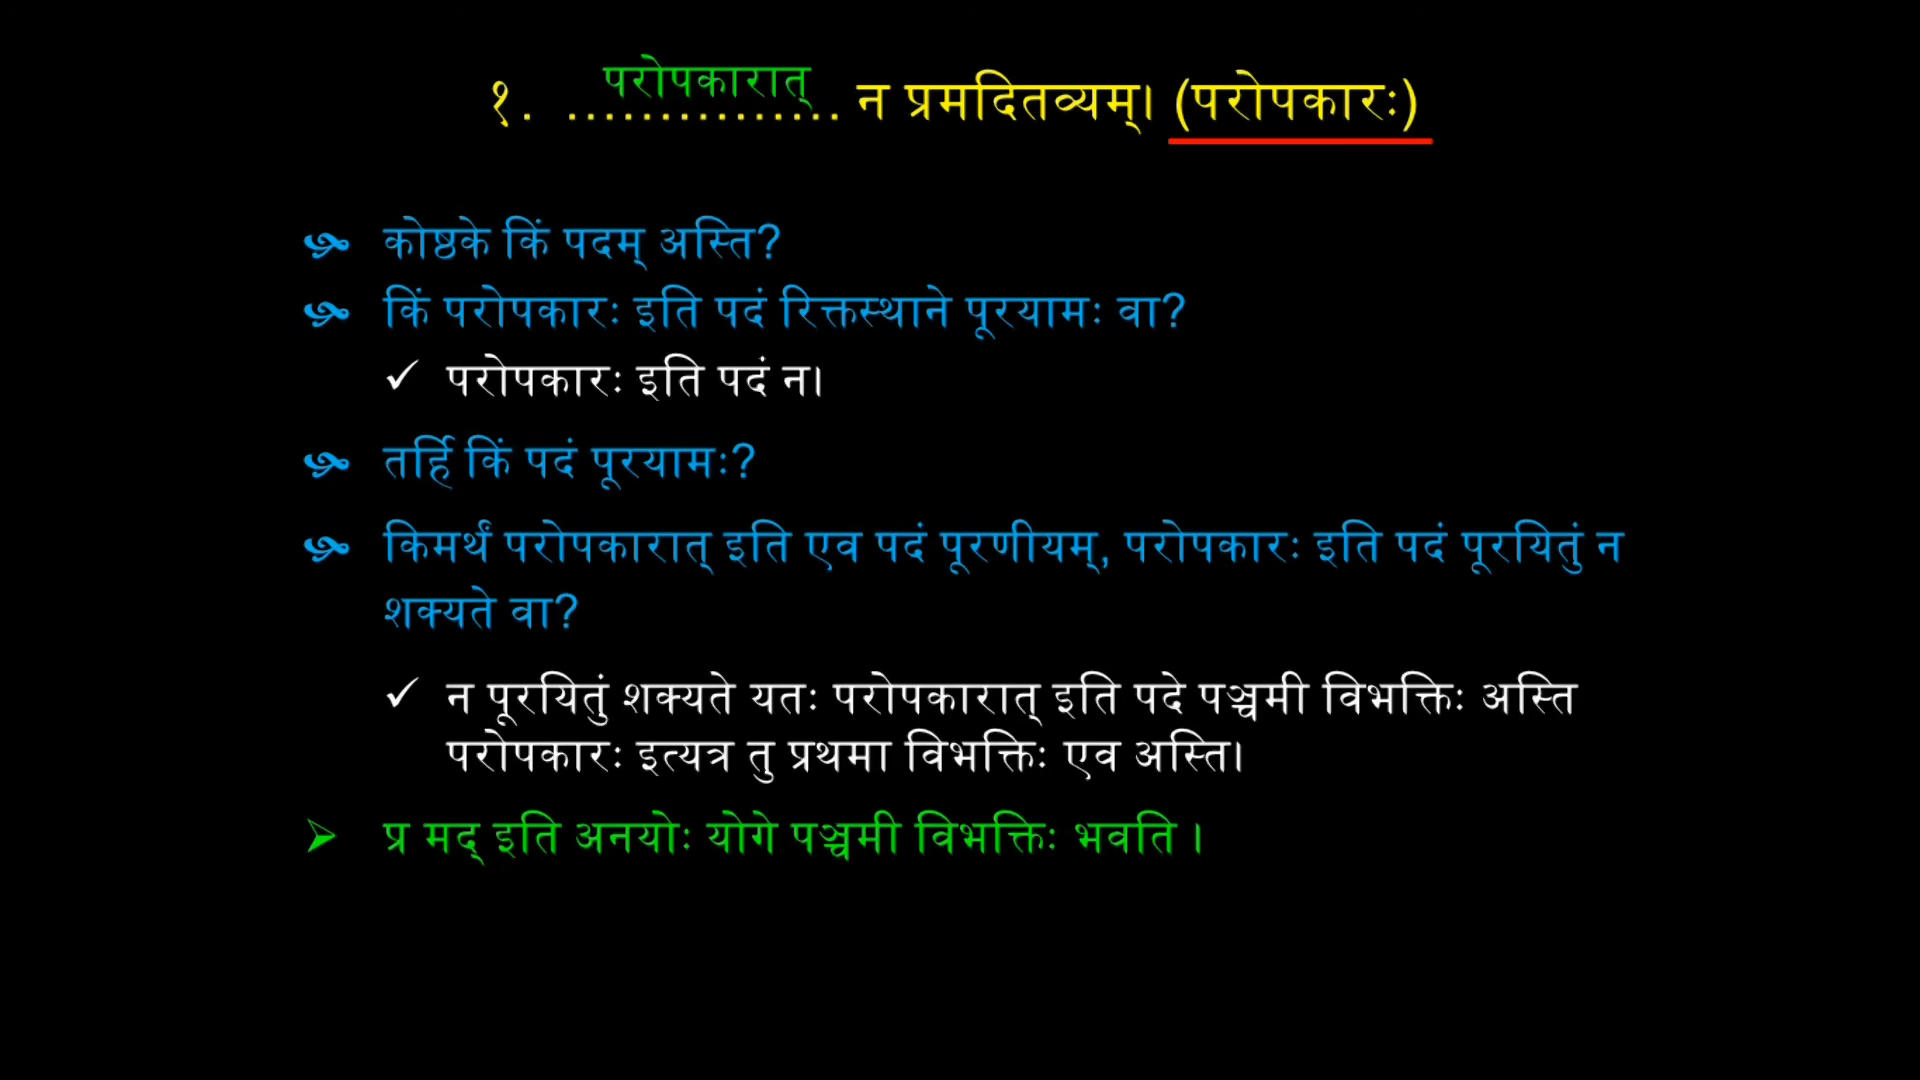 परोपकारात्
१. ............... न प्रमदितव्यम्। (परोपकारः)
कोष्ठके किं पदम् अस्ति?
किं परोपकारः इति पदं रिक्तस्थाने पूरयामः वा?
✓ परोपकारः इति पदं न।
तर्हि किं पदं पूरयामः?
किमर्थं परोपकारात् इति एव पदं पूरणीयम्, परोपकारः इति पदं पूरयितुं न
शक्यते वा?
✓ न पूरयितुं शक्यते यतः परोपकारात् इति पदे पञ्चमी विभक्तिः अस्ति
परोपकारः इत्यत्र तु प्रथमा विभक्तिः एव अस्ति।
➢ प्र मद् इति अनयोः योगे पञ्चमी विभक्तिः भवति ।